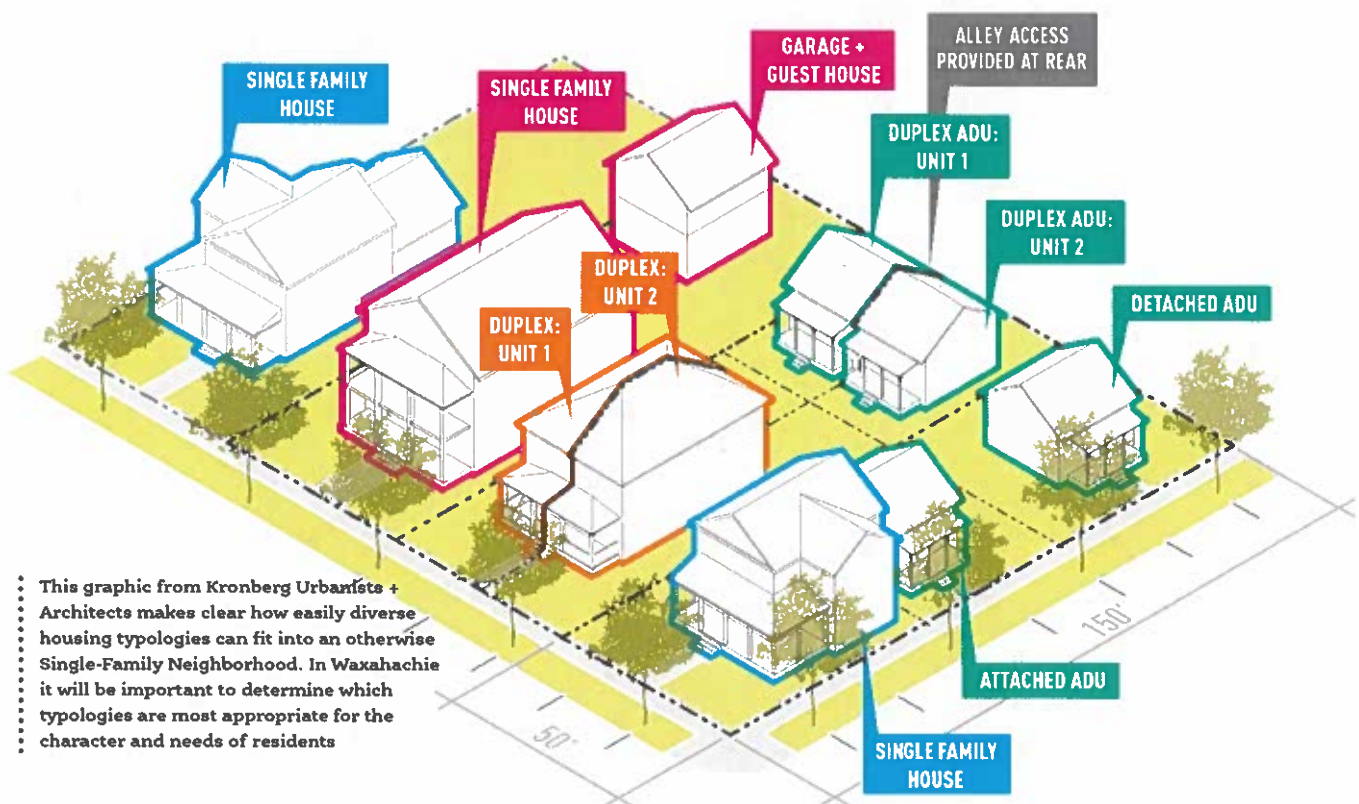 SINGLE FAMILY
HOUSE
SINGLE FAMILY
HOUSE
GARAGE +
GUEST HOUSE
ALLEY ACCESS
PROVIDED AT REAR
DUPLEX ADU:
UNIT 1
DUPLEX ADU:
UNIT 2
DETACHED ADU
DUPLEX:
UNIT 2
DUPLEX:
UNIT 1
This graphic from Kronberg Urbanists +
Architects makes clear how easily diverse
housing typologies can fit into an otherwise
Single-Family Neighborhood. In Waxahachie
it will be important to determine which
typologies are most appropriate for the
character and needs of residents
50'
150'
ATTACHED ADU
SINGLE FAMILY
HOUSE